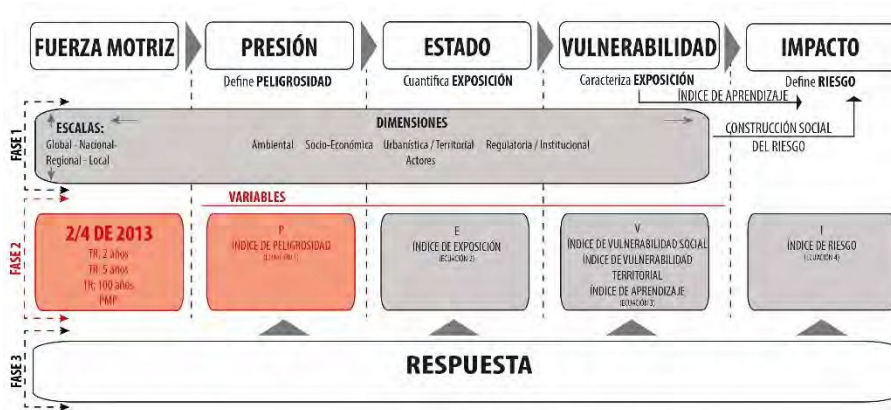 FUERZA MOTRIZ
PRESIÓN
ESTADO
VULNERABILIDAD
IMPACTO
Define PELIGROSIDAD
Cuantifica EXPOSICIÓN
Caracteriza EXPOSICIÓN
Define RIESGO
ÍNDICE DE APRENDIZAJE
FASE 1
ESCALAS:
Global - Nacional-
Regional - Local
DIMENSIONES
Ambiental Socio-Económica Urbanística / Territorial Regulatoria / Institucional
Actores
CONSTRUCCIÓN SOCIAL
DEL RIESGO
VARIABLES
FASE 2
2/4 DE 2013
TR; 2 años
TR; 5 años
TR; 100 años
PMP
P
ÍNDICE DE PELIGROSIDAD
(ECUACIÓN 1)
E
ÍNDICE DE EXPOSICIÓN
(ECUACIÓN 2)
V
ÍNDICE DE VULNERABILIDAD SOCIAL
ÍNDICE DE VULNERABILIDAD
TERRITORIAL
ÍNDICE DE APRENDIZAJE
(ECUACIÓN 3)
I
ÍNDICE DE RIESGO
(ECUACIÓN 4)
FASE 3
RESPUESTA